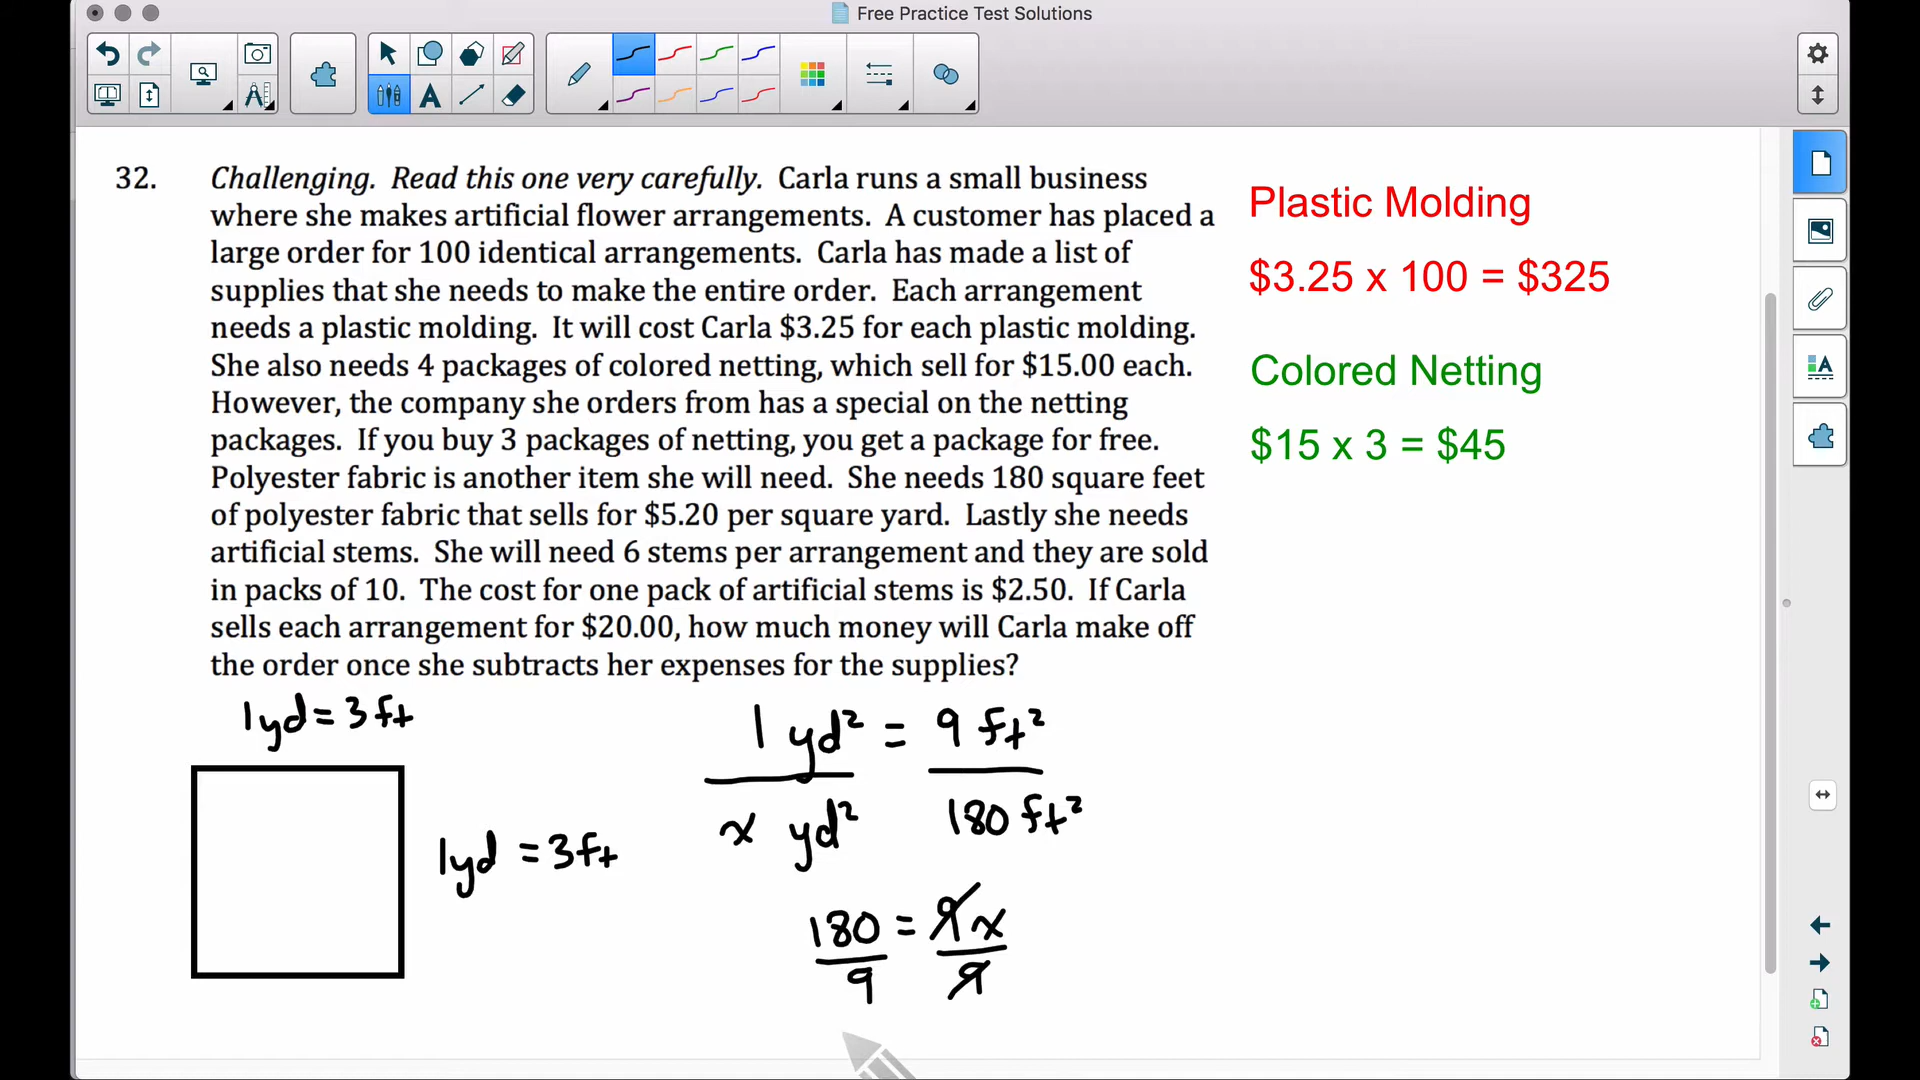 Free Practice Test Solutions
32. Challenging. Read this one very carefully. Carla runs a small business
where she makes artificial flower arrangements. A customer has placed a
large order for 100 identical arrangements. Carla has made a list of
supplies that she needs to make the entire order. Each arrangement
needs a plastic molding. It will cost Carla $3.25 for each plastic molding.
She also needs 4 packages of colored netting, which sell for $15.00 each.
However, the company she orders from has a special on the netting
packages. If you buy 3 packages of netting, you get a package for free.
Polyester fabric is another item she will need. She needs 180 square feet
of polyester fabric that sells for $5.20 per square yard. Lastly she needs
artificial stems. She will need 6 stems per arrangement and they are sold
in packs of 10. The cost for one pack of artificial stems is $2.50. If Carla
sells each arrangement for $20.00, how much money will Carla make off
the order once she subtracts her expenses for the supplies?
Plastic Molding
$3.25 x 100 = $325
Colored Netting
$15 x 3 = $45
1yd = 3ft
1yd = 3ft
1 yd² = 9 ft²
x yd² 180 ft²
180 = 9x
9 9